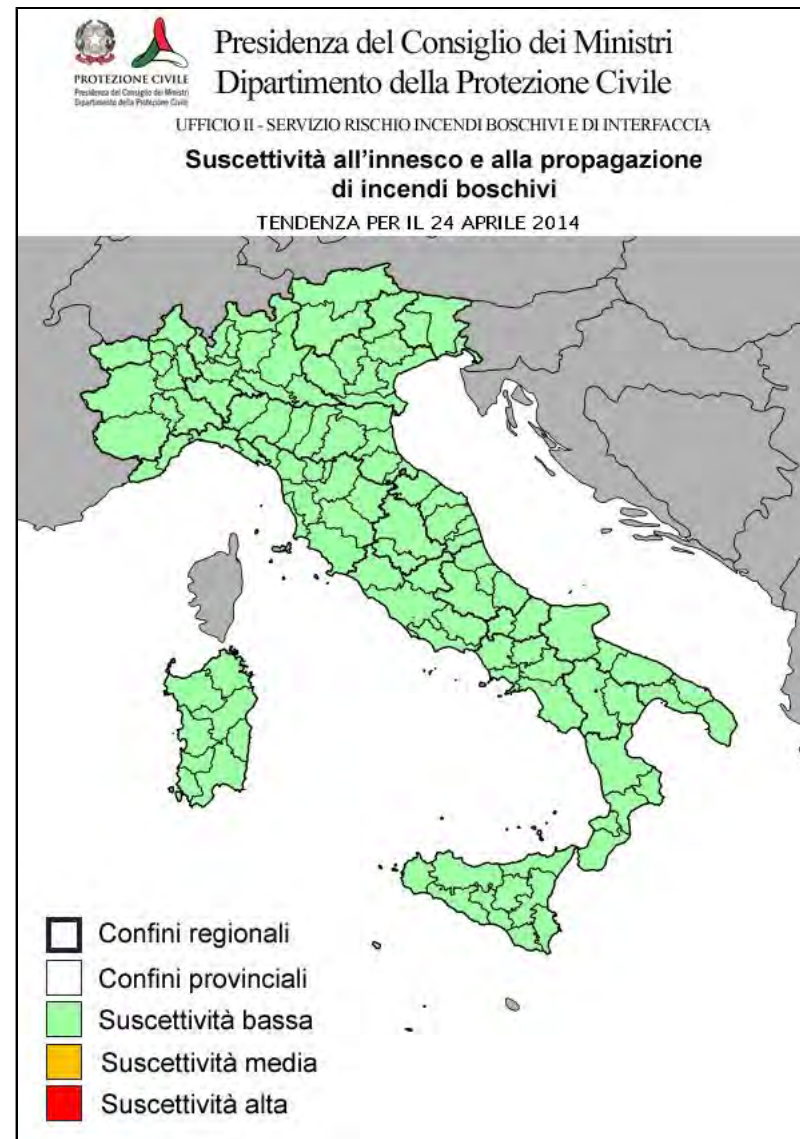 Presidenza del Consiglio dei Ministri
Dipartimento della Protezione Civile
PROTEZIONE CIVILE
Presidenza del Consiglio dei Ministri
Dipartimento della Protezione Civile
UFFICIO II - SERVIZIO RISCHIO INCENDI BOSCHIVI E DI INTERFACCIA
Suscettività all'innesco e alla propagazione
di incendi boschivi
TENDENZA PER IL 24 APRILE 2014
Confini regionali
Confini provinciali
Suscettività bassa
Suscettività media
Suscettività alta